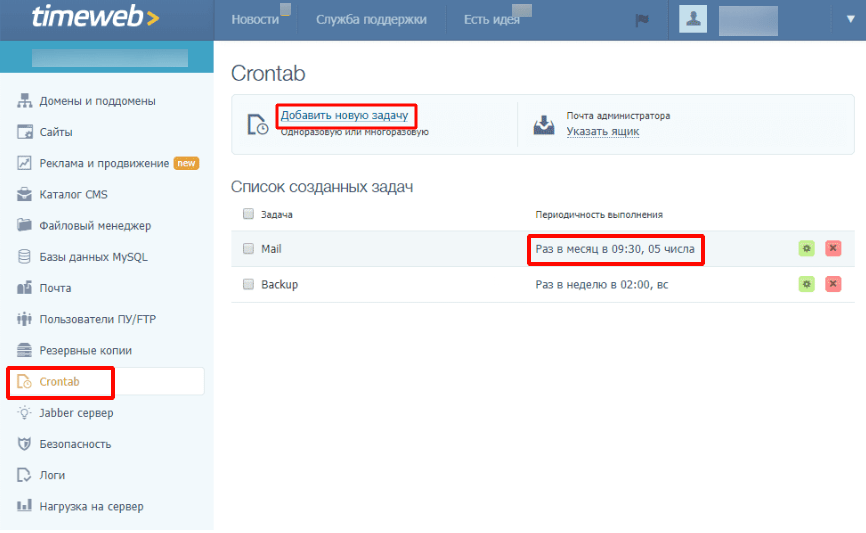 timeweb>
Новости
Служба поддержки
Есть идея
Crontab
Добавить новую задачу
Одноразовую или многоразовую
Почта администратора
Указать ящик
Домены и поддомены
Сайты
Реклама и продвижение new
Каталог CMS
Файловый менеджер
Базы данных MySQL
Почта
Пользователи ПУ/FTP
Резервные копии
Crontab
Jabber сервер
Безопасность
Логи
Нагрузка на сервер
Список созданных задач
Задача
Периодичность выполнения
Mail
Раз в месяц в 09:30, 05 числа
Backup
Раз в неделю в 02:00, вс